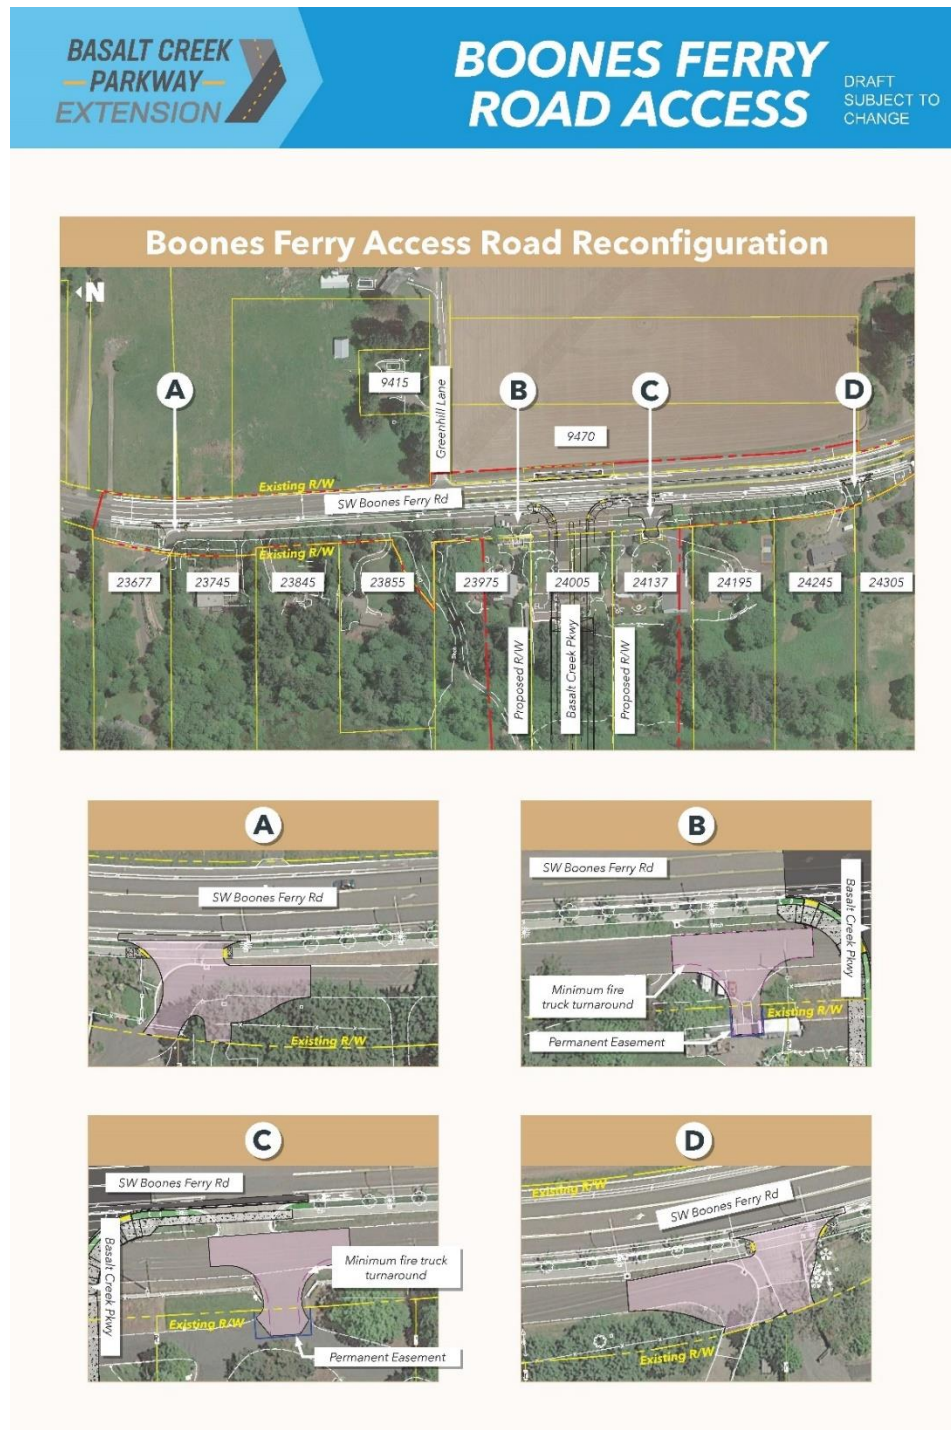 BASALT CREEK
PARKWAY
EXTENSION
BOONES FERRY
ROAD ACCESS
DRAFT
SUBJECT TO
CHANGE
Boones Ferry Access Road Reconfiguration
N
A
9415
Greenhill Lane
B
C
D
9470
Existing R/W
SW Boones Ferry Rd
Existing R/W
23677
23745
23845
23855
23975
24005
24137
24195
24245
24305
Proposed R/W
Basalt Creek Pkwy
Proposed R/W
A
SW Boones Ferry Rd
Existing R/W
B
SW Boones Ferry Rd
Basalt Creek Pkwy
Minimum fire
truck turnaround
Existing R/W
Permanent Easement
C
SW Boones Ferry Rd
Basalt Creek Pkwy
Minimum fire truck
turnaround
Existing R/W
Permanent Easement
D
Existing R/W
SW Boones Ferry Rd
Existing R/W